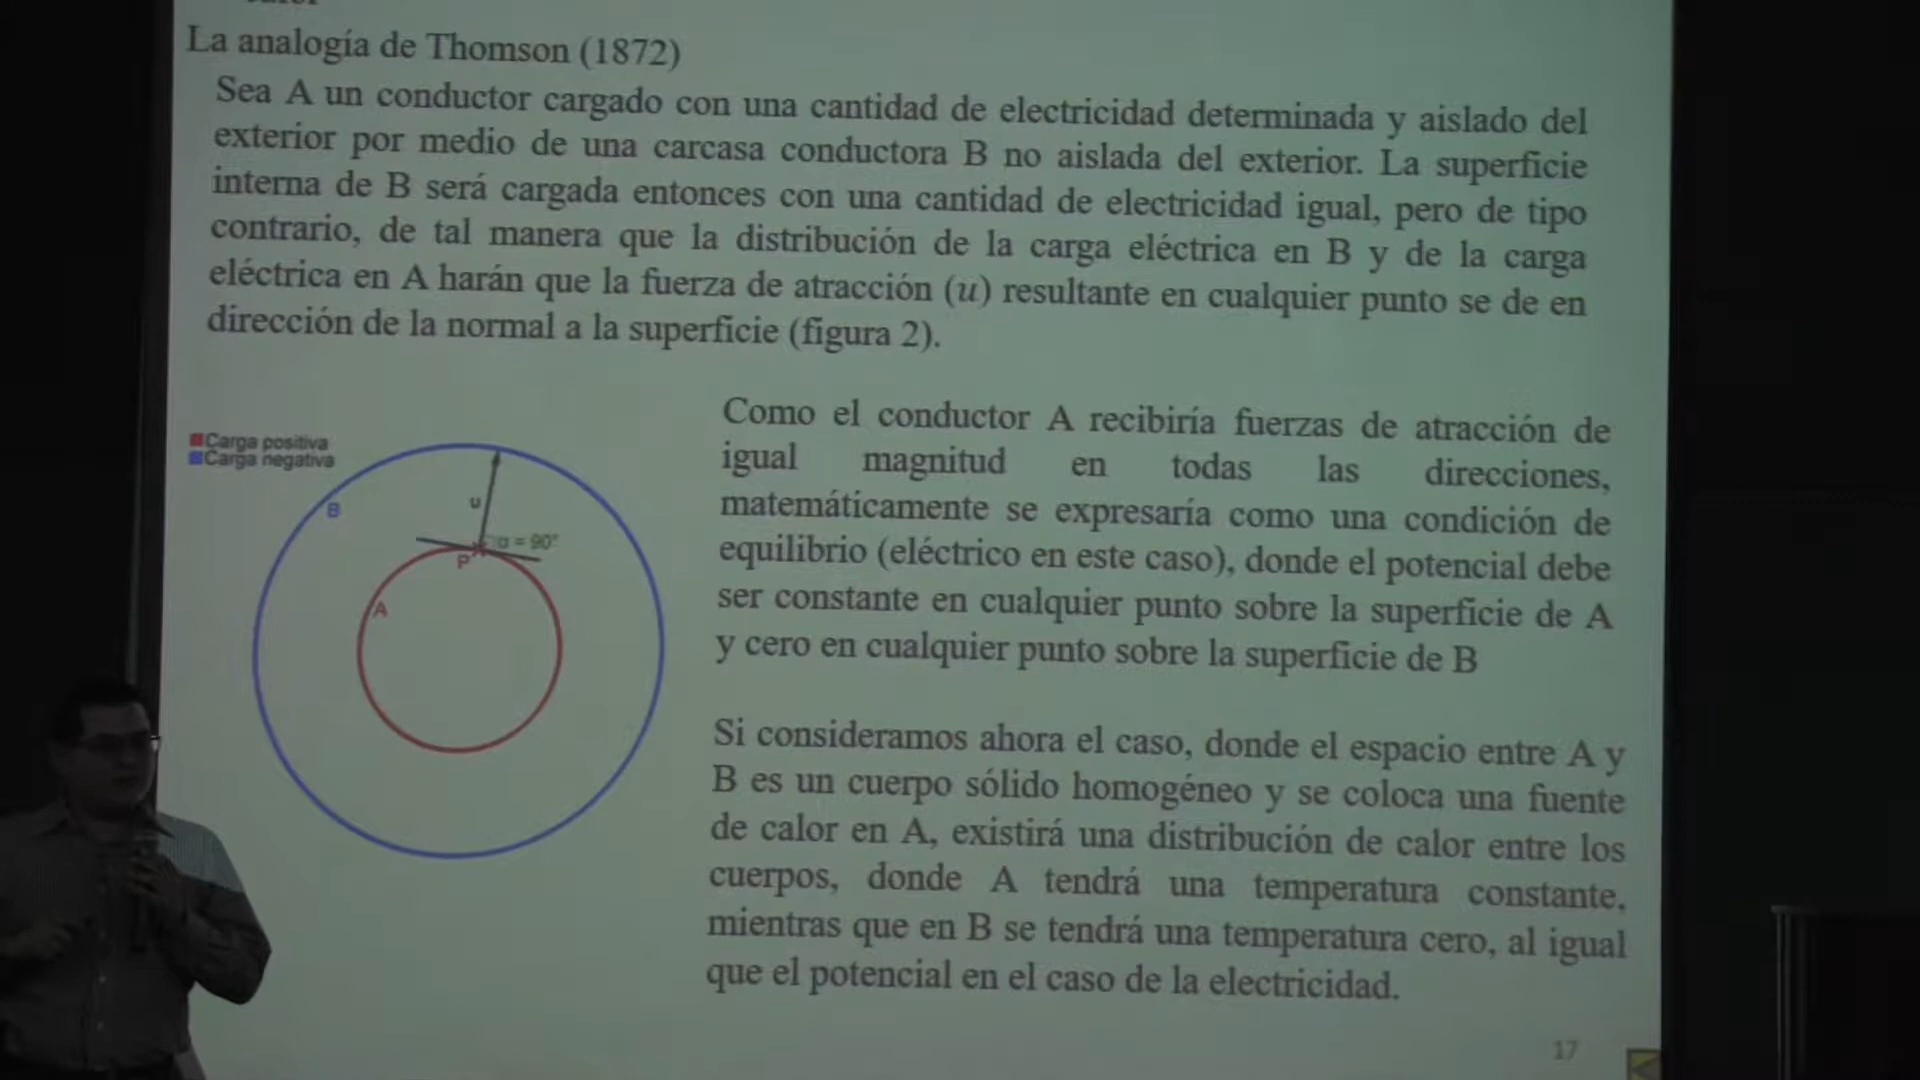 La analogía de Thomson (1872)
Sea A un conductor cargado con una cantidad de electricidad determinada y aislado del
exterior por medio de una carcasa conductora B no aislada del exterior. La superficie
interna de B será cargada entonces con una cantidad de electricidad igual, pero de tipo
contrario, de tal manera que la distribución de la carga eléctrica en B y de la carga
eléctrica en A harán que la fuerza de atracción (u) resultante en cualquier punto se de en
dirección de la normal a la superficie (figura 2).
Carga positiva
Carga negativa
B
u
α = 90°
P
A
Como el conductor A recibiría fuerzas de atracción de
igual magnitud en todas las direcciones,
matemáticamente se expresaría como una condición de
equilibrio (eléctrico en este caso), donde el potencial debe
ser constante en cualquier punto sobre la superficie de A
y cero en cualquier punto sobre la superficie de B
Si consideramos ahora el caso, donde el espacio entre A y
B es un cuerpo sólido homogéneo y se coloca una fuente
de calor en A, existirá una distribución de calor entre los
cuerpos, donde A tendrá una temperatura constante,
mientras que en B se tendrá una temperatura cero, al igual
que el potencial en el caso de la electricidad.
17